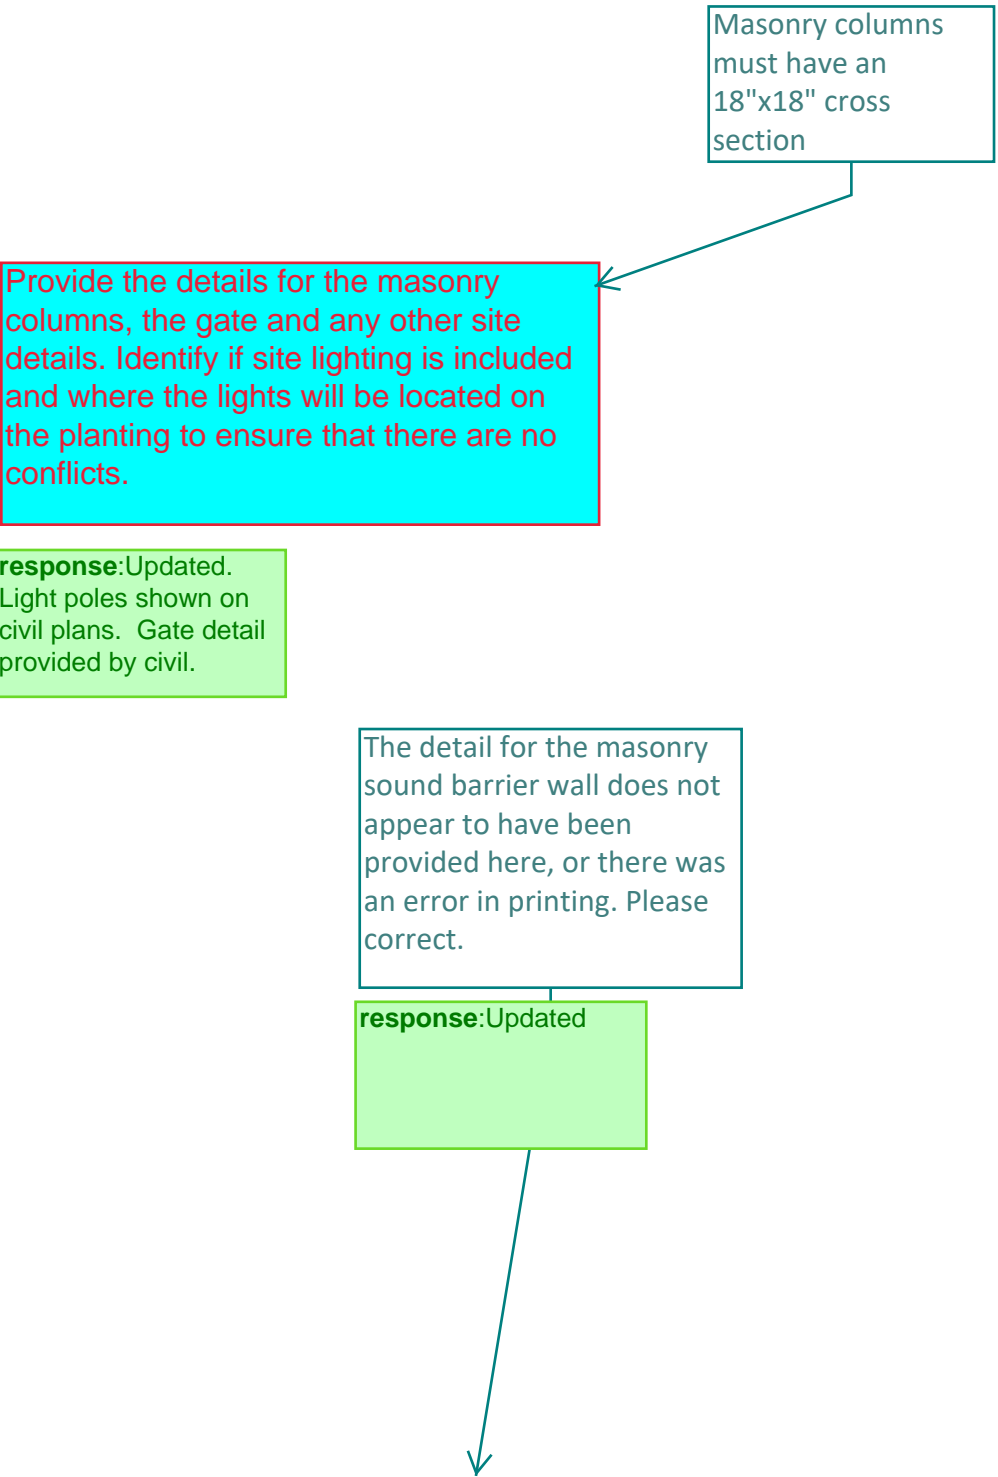 Masonry columns
must have an
18"x18" cross
section
Provide the details for the masonry
columns, the gate and any other site
details. Identify if site lighting is included
and where the lights will be located on
the planting to ensure that there are no
conflicts.
response:Updated.
Light poles shown on
civil plans.  Gate detail
provided by civil.
The detail for the masonry
sound barrier wall does not
appear to have been
provided here, or there was
an error in printing. Please
correct.
response:Updated